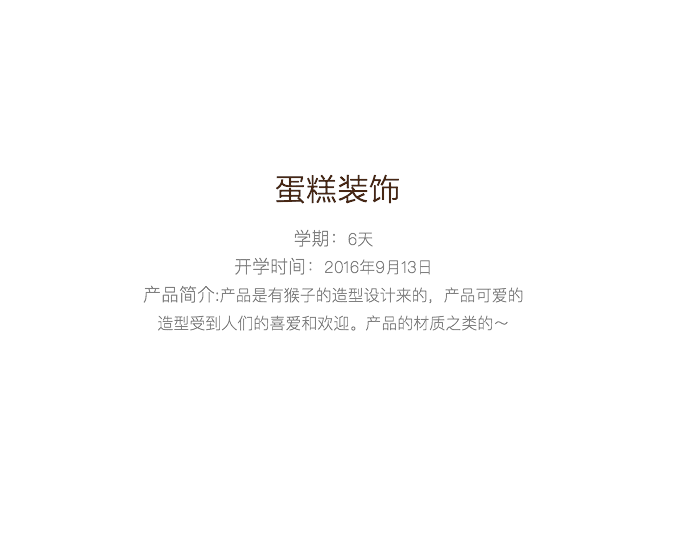 蛋糕装饰
学期：6天
开学时间：2016年9月13日
产品简介:产品是有猴子的造型设计来的，产品可爱的
造型受到人们的喜爱和欢迎。产品的材质之类的～